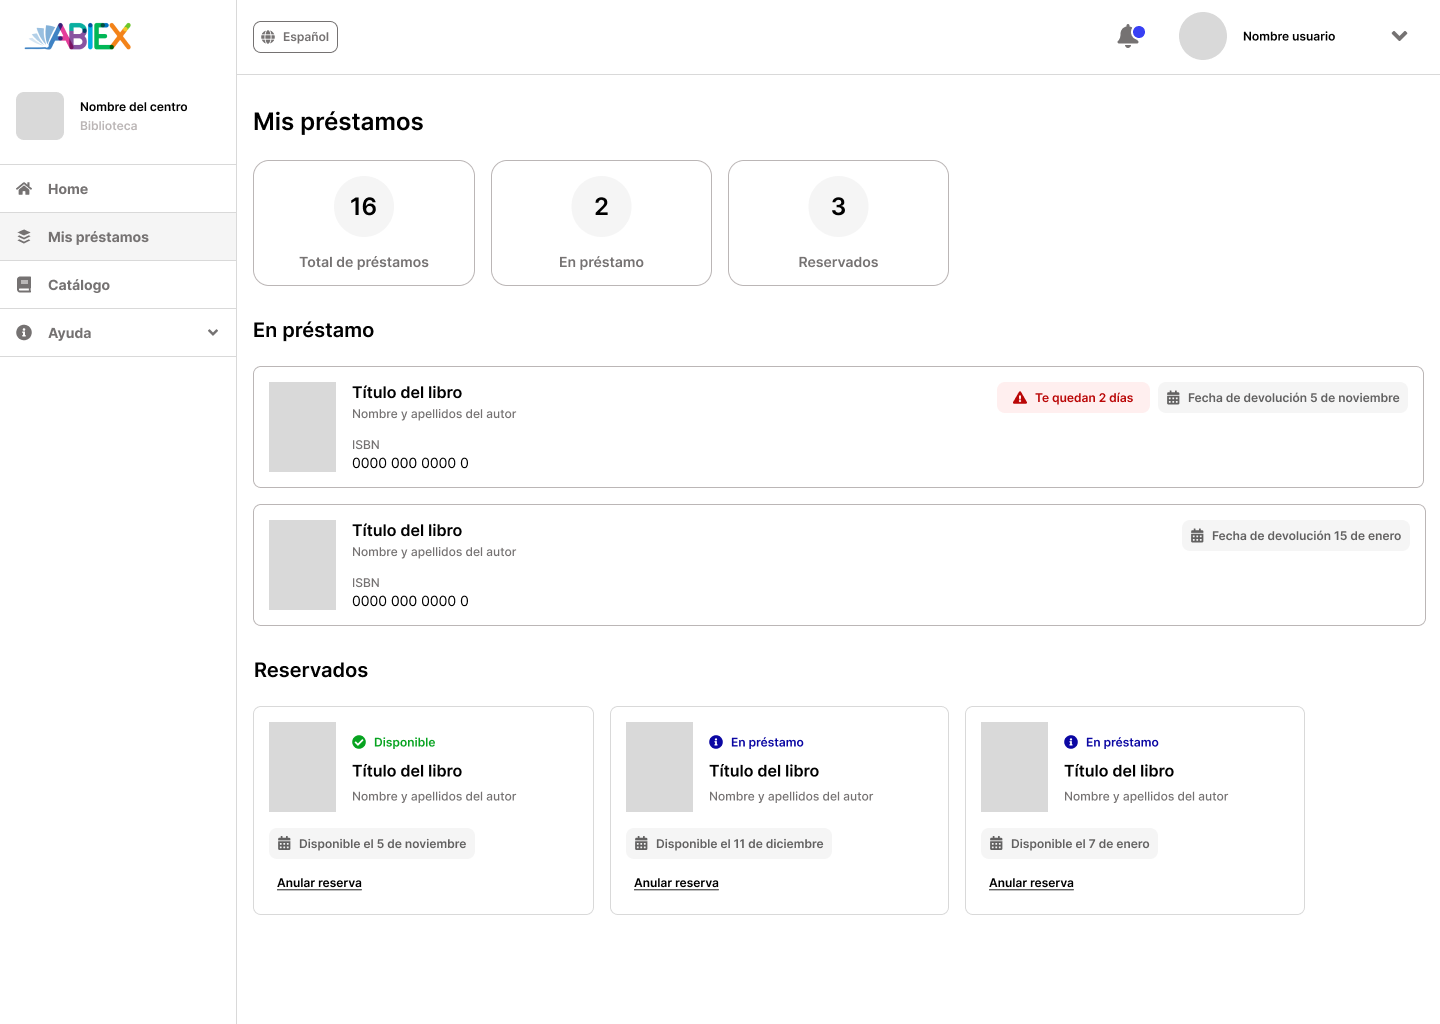 ABIEX
Español
Nombre usuario
Nombre del centro
Biblioteca
Home
Mis préstamos
Catálogo
Ayuda
Mis préstamos
16
Total de préstamos
2
En préstamo
3
Reservados
En préstamo
Título del libro
Nombre y apellidos del autor
ISBN
0000 000 0000 0
Te quedan 2 días
Fecha de devolución 5 de noviembre
Título del libro
Nombre y apellidos del autor
ISBN
0000 000 0000 0
Fecha de devolución 15 de enero
Reservados
Disponible
Título del libro
Nombre y apellidos del autor
Disponible el 5 de noviembre
Anular reserva
En préstamo
Título del libro
Nombre y apellidos del autor
Disponible el 11 de diciembre
Anular reserva
En préstamo
Título del libro
Nombre y apellidos del autor
Disponible el 7 de enero
Anular reserva